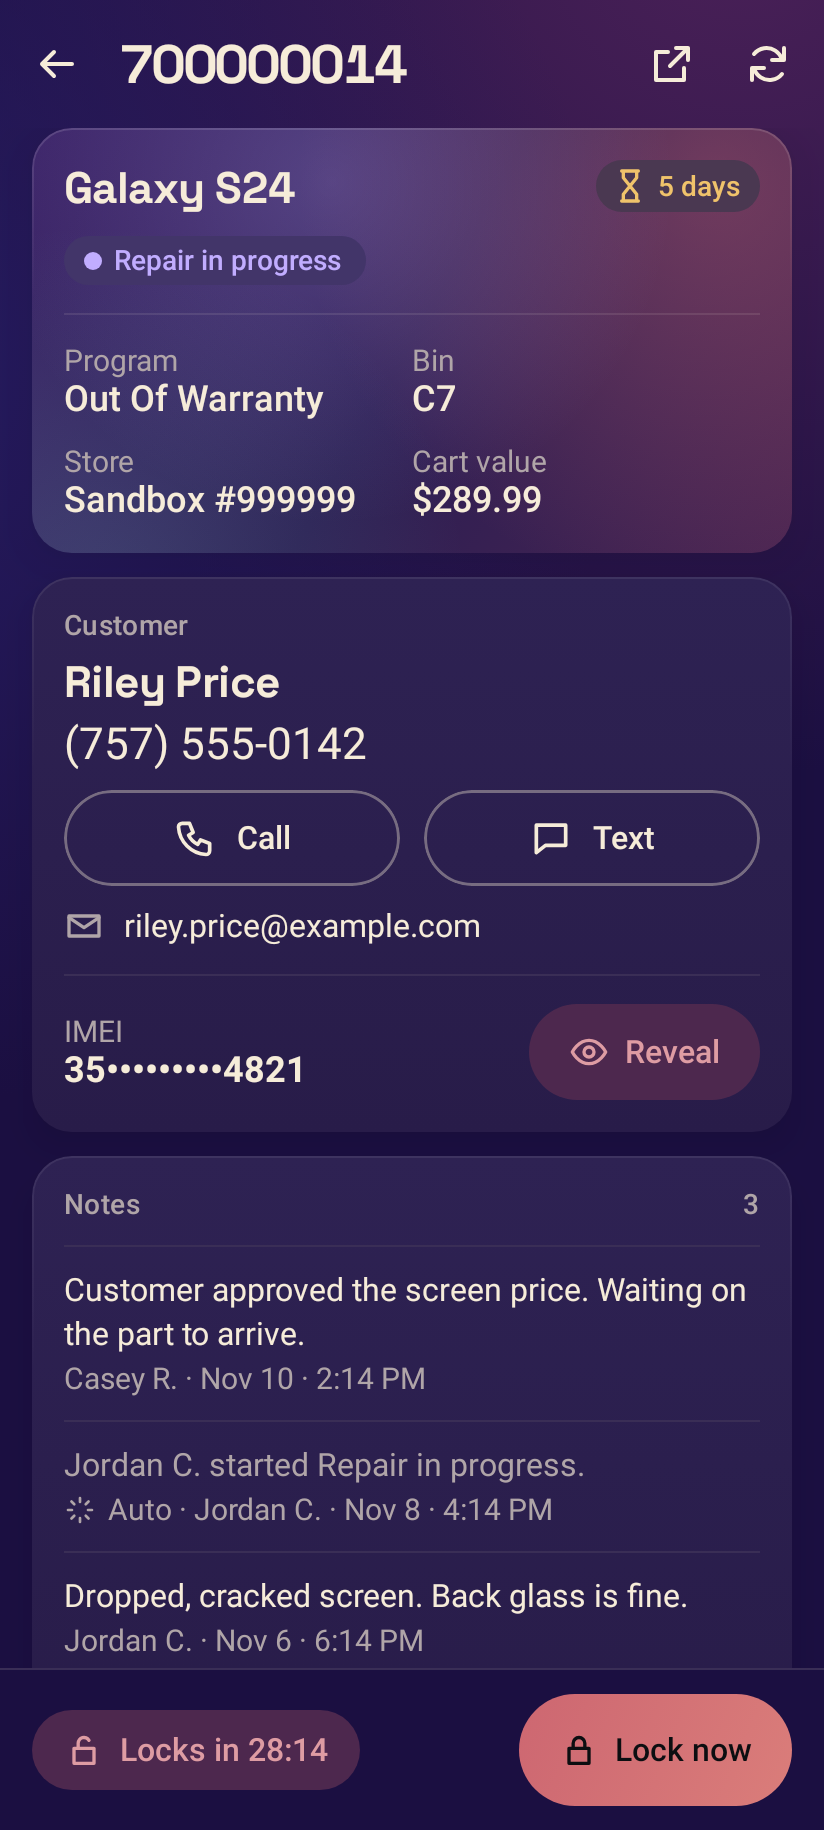 700000014
Galaxy S24
5 days
Repair in progress
Program
Bin
Out Of Warranty
C7
Store
Cart value
Sandbox #999999
$289.99
Customer
Riley Price
(757) 555-0142
Call
Text
riley.price@example.com
IMEI
35•••••••••4821
Reveal
Notes
3
Customer approved the screen price. Waiting on
the part to arrive.
Casey R. · Nov 10 · 2:14 PM
Jordan C. started Repair in progress.
Auto · Jordan C. · Nov 8 · 4:14 PM
Dropped, cracked screen. Back glass is fine.
Jordan C. · Nov 6 · 6:14 PM
Locks in 28:14
Lock now